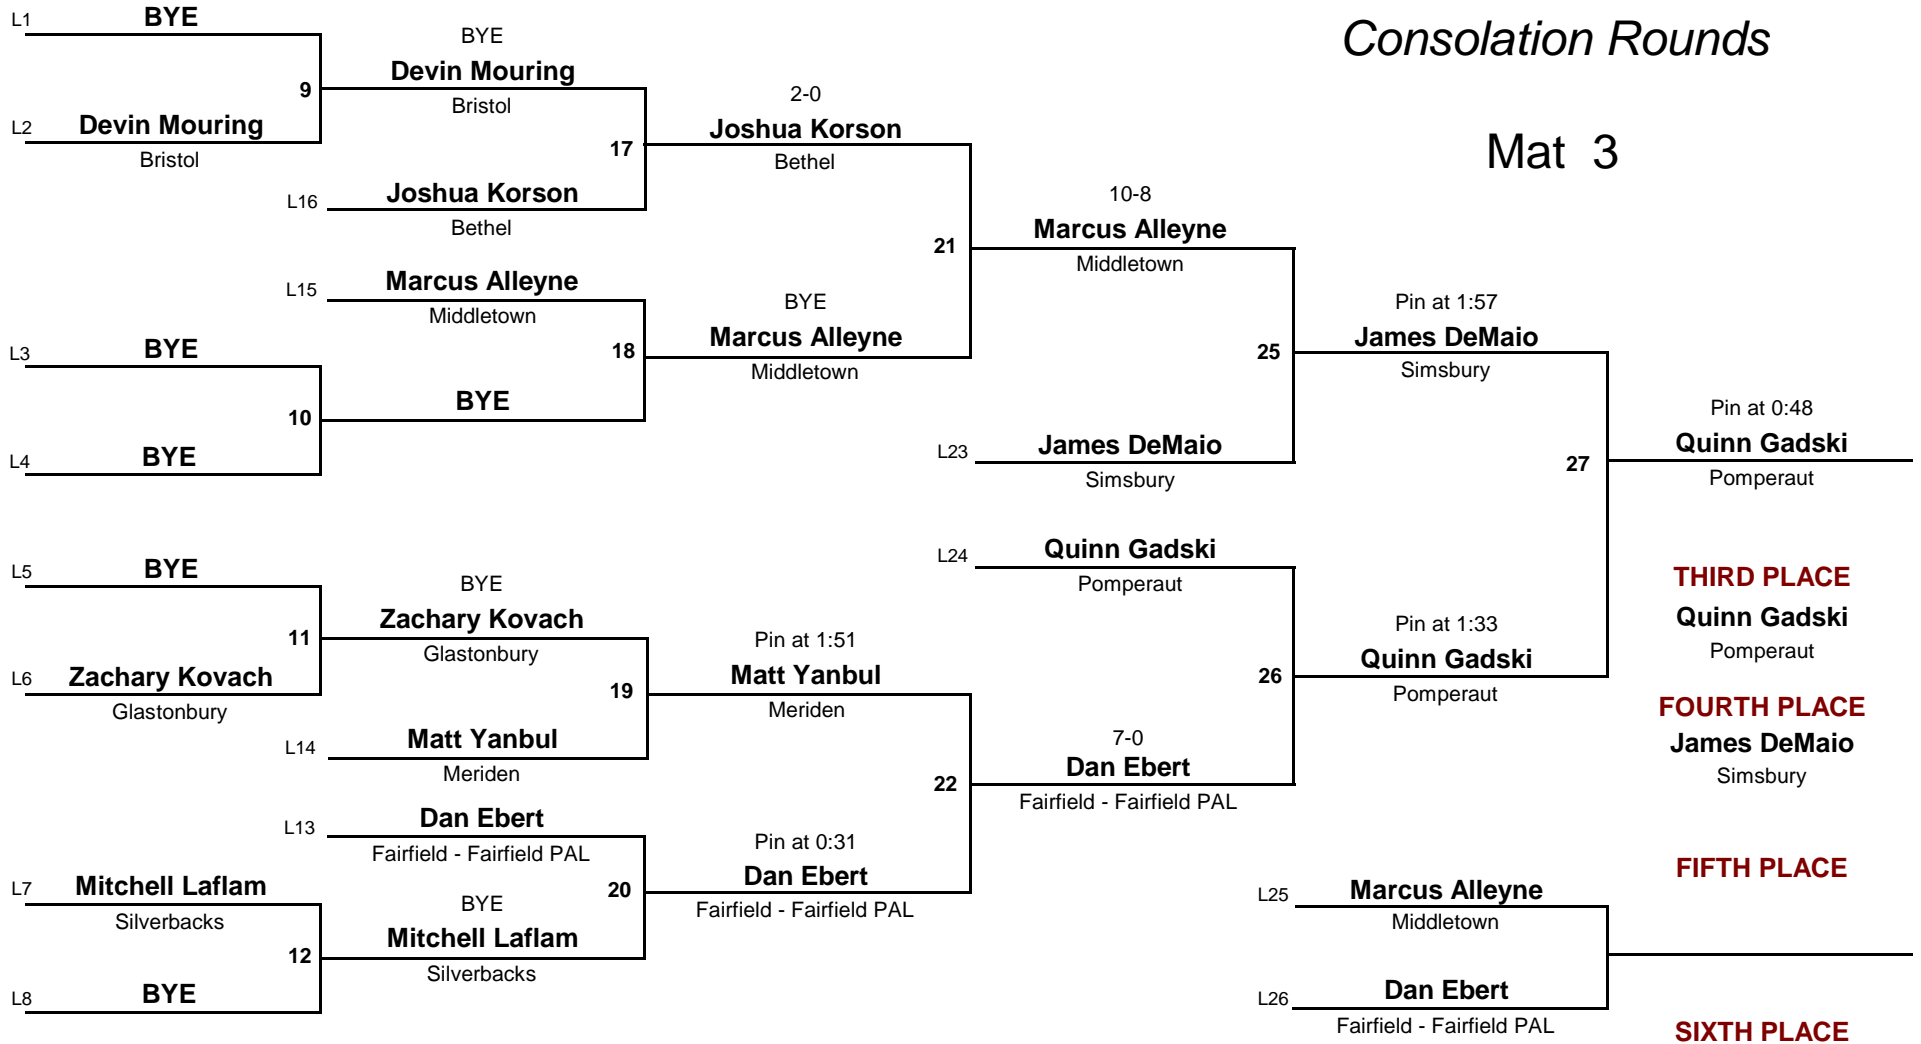 Consolation Rounds
Mat 3
L1 BYE
9
L2 Devin Mouring
Bristol
BYE
Devin Mouring
Bristol
17
L16 Joshua Korson
Bethel
2-0
Joshua Korson
Bethel
21
L15 Marcus Alleyne
Middletown
18
L3 BYE
10
L4 BYE
BYE
BYE
Marcus Alleyne
Middletown
10-8
Marcus Alleyne
Middletown
25
L23 James DeMaio
Simsbury
Pin at 1:57
James DeMaio
Simsbury
27
Pin at 0:48
Quinn Gadski
Pomperaut
L5 BYE
11
L6 Zachary Kovach
Glastonbury
BYE
Zachary Kovach
Glastonbury
19
L14 Matt Yanbul
Meriden
Pin at 1:51
Matt Yanbul
Meriden
22
L13 Dan Ebert
Fairfield - Fairfield PAL
20
L7 Mitchell Laflam
Silverbacks
12
L8 BYE
BYE
Mitchell Laflam
Silverbacks
Pin at 0:31
Dan Ebert
Fairfield - Fairfield PAL
L24 Quinn Gadski
Pomperaut
26
7-0
Dan Ebert
Fairfield - Fairfield PAL
Pin at 1:33
Quinn Gadski
Pomperaut
THIRD PLACE
Quinn Gadski
Pomperaut
FOURTH PLACE
James DeMaio
Simsbury
L25 Marcus Alleyne
Middletown
L26 Dan Ebert
Fairfield - Fairfield PAL
FIFTH PLACE
SIXTH PLACE